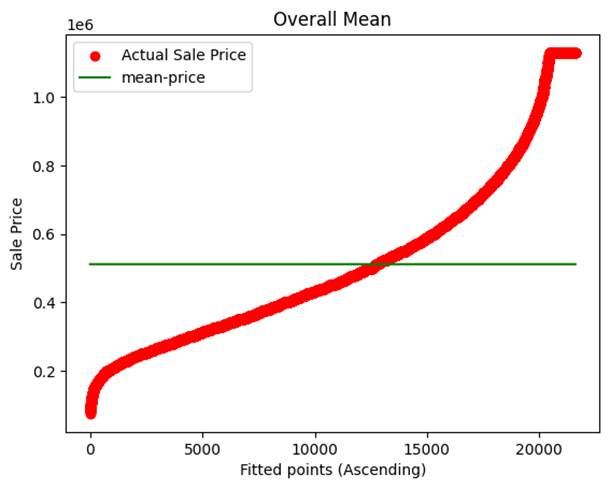 Overall Mean
1e6
Actual Sale Price
mean-price
1.0
0.8
0.6
0.4
0.2
Sale Price
0 5000 10000 15000 20000
Fitted points (Ascending)